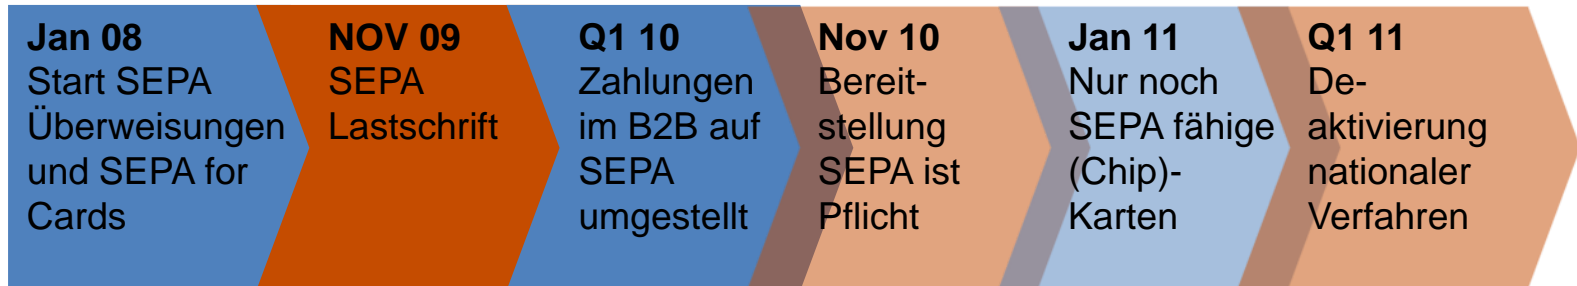 Jan 08
Start SEPA
Überweisungen
und SEPA for
Cards
NOV 09
SEPA
Lastschrift
Q1 10
Zahlungen
im B2B auf
SEPA
umgestellt
Nov 10
Bereit-
stellung
SEPA ist
Pflicht
Jan 11
Nur noch
SEPA fähige
(Chip)-
Karten
Q1 11
De-
aktivierung
nationaler
Verfahren